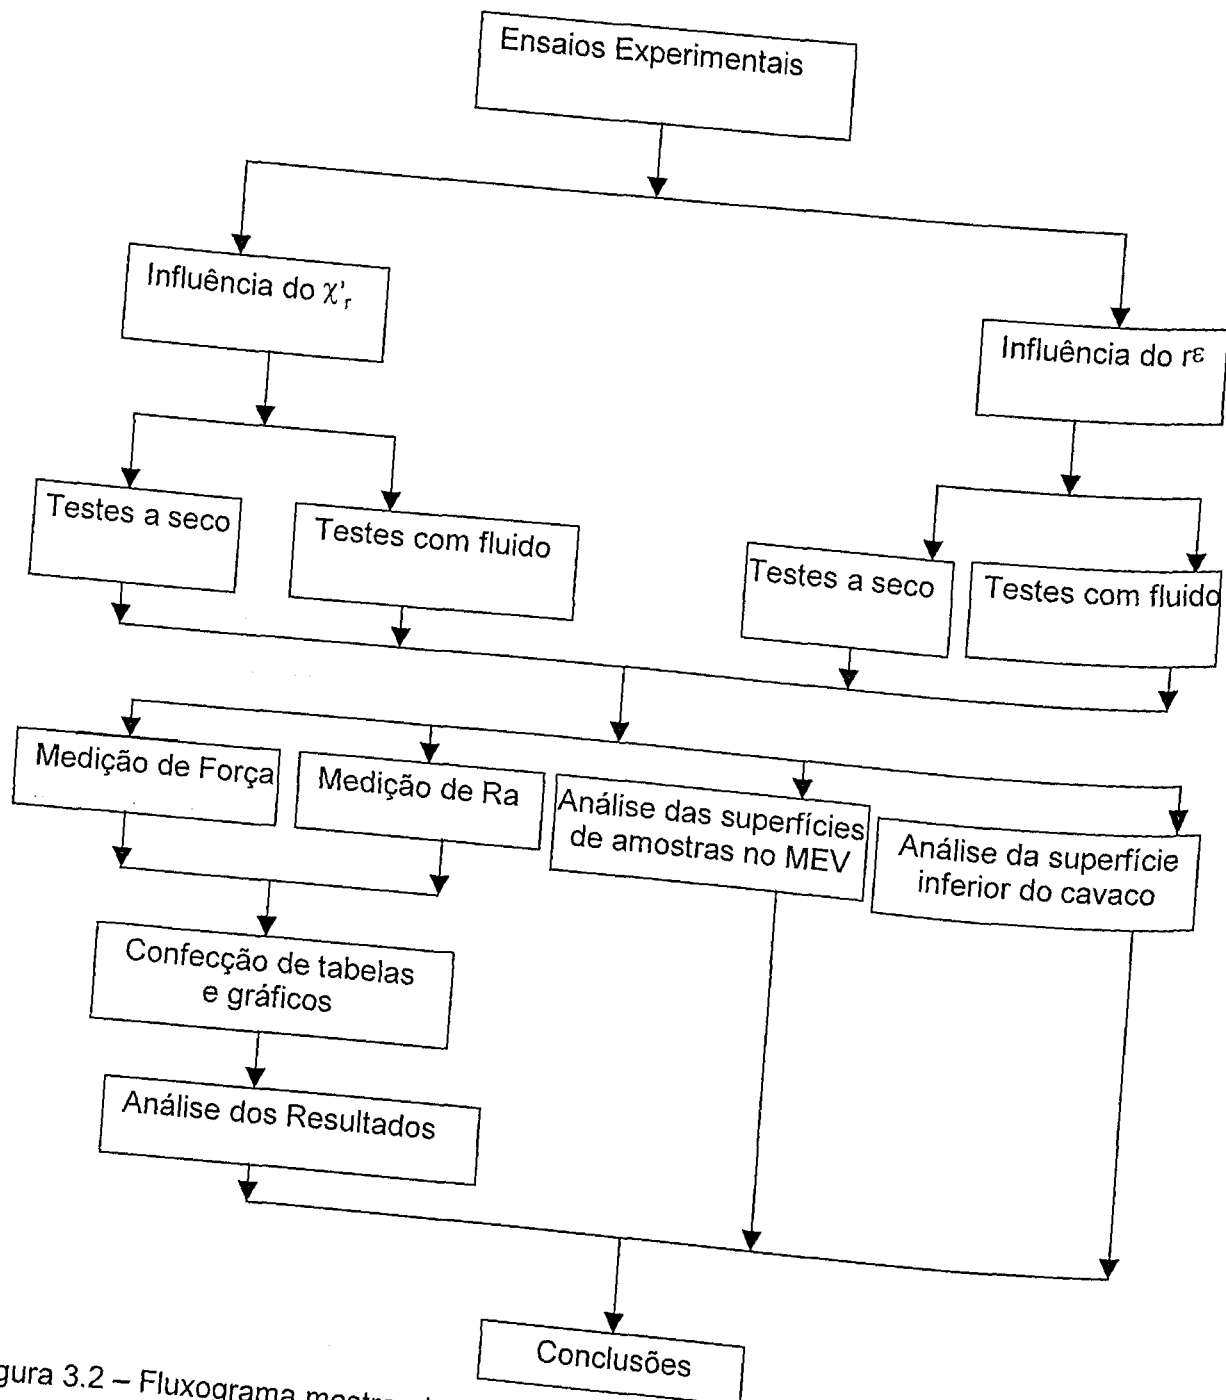 Ensaios Experimentais
Influência do χ'r
Influência do rε
Testes a seco
Testes com fluido
Testes a seco
Testes com fluido
Medição de Força
Medição de Ra
Análise das superfícies
de amostras no MEV
Análise da superfície
inferior do cavaco
Confecção de tabelas
e gráficos
Análise dos Resultados
Conclusões
gura 3.2 – Fluxograma